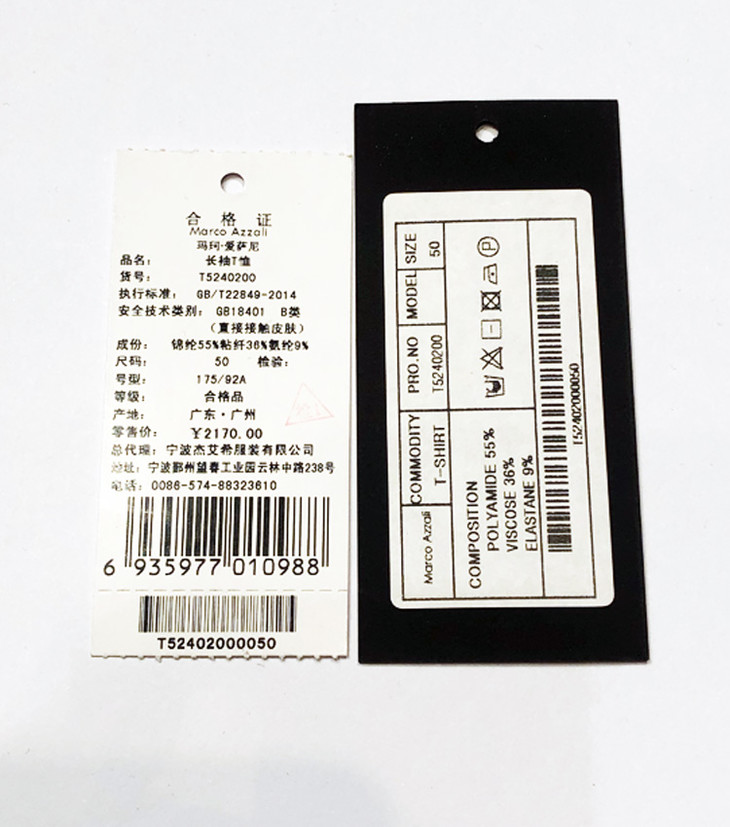 合格证
Marco Azzali
玛珂·爱萨尼
品名： 长袖T恤
货号： T5240200
执行标准： GB/T22849-2014
安全技术类别： GB18401 B类
（直接接触皮肤）
成份： 锦纶55%粘纤36%氨纶9%
尺码： 50 检验：
号型： 175/92A
等级： 合格品
产地： 广东·广州
零售价： ￥2170.00
总代理：宁波杰艾希服装有限公司
地址：宁波鄞州望春工业园云林中路238号
电话：0086-574-88323610
6 935977 010988
T52402000050
Marco Azzali COMMODITY PRO.NO MODEL SIZE
T-SHIRT T5240200 50
COMPOSITION
POLYAMIDE 55%
VISCOSE 36%
ELASTANE 9%
P
T52402000050